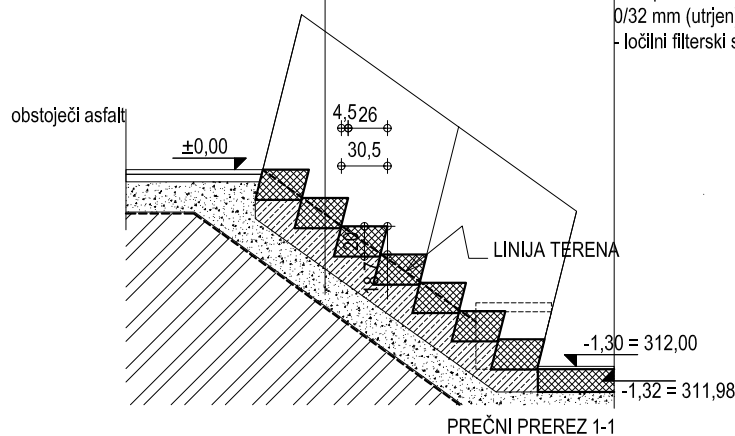 0/32 mm (utrjen
- ločilni filterski s
obstoječi asfalt
4,5 26
±0,00
30,5
LINIJA TERENA
-1,30 = 312,00
-1,32 = 311,98
PREČNI PREREZ 1-1